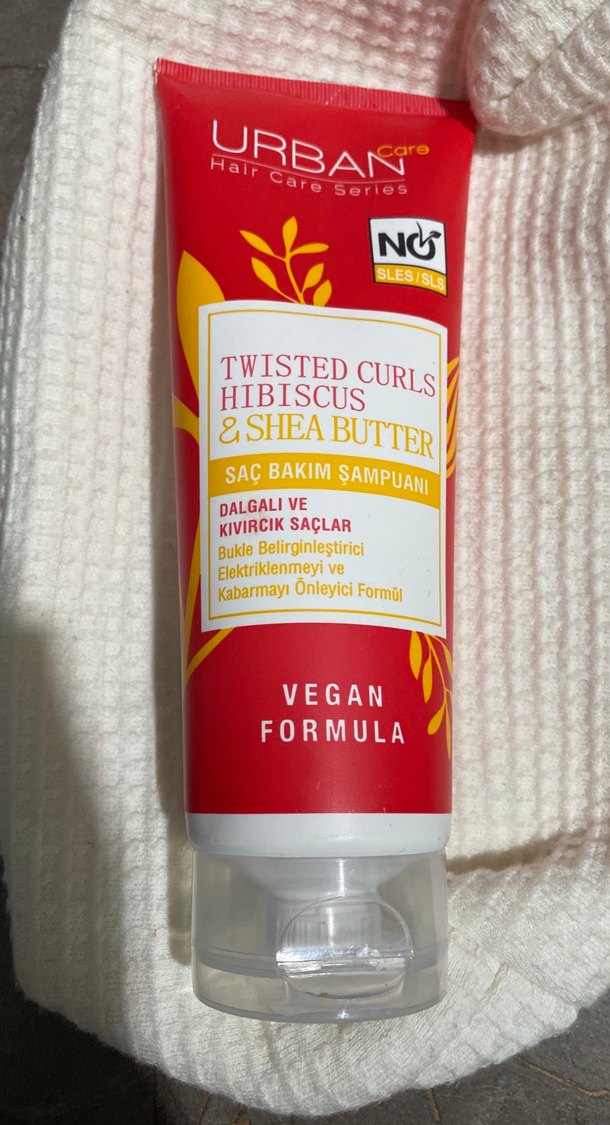 URBAN Care
Hair Care Series
NO
SLES/SLS
TWISTED CURLS
HIBISCUS
& SHEA BUTTER
SAÇ BAKIM ŞAMPUANI
DALGALI VE
KIVIRCIK SAÇLAR
Bukle Belirginleştirici
Elektriklenmeyi ve
Kabarmayı Önleyici Formül
VEGAN
FORMULA